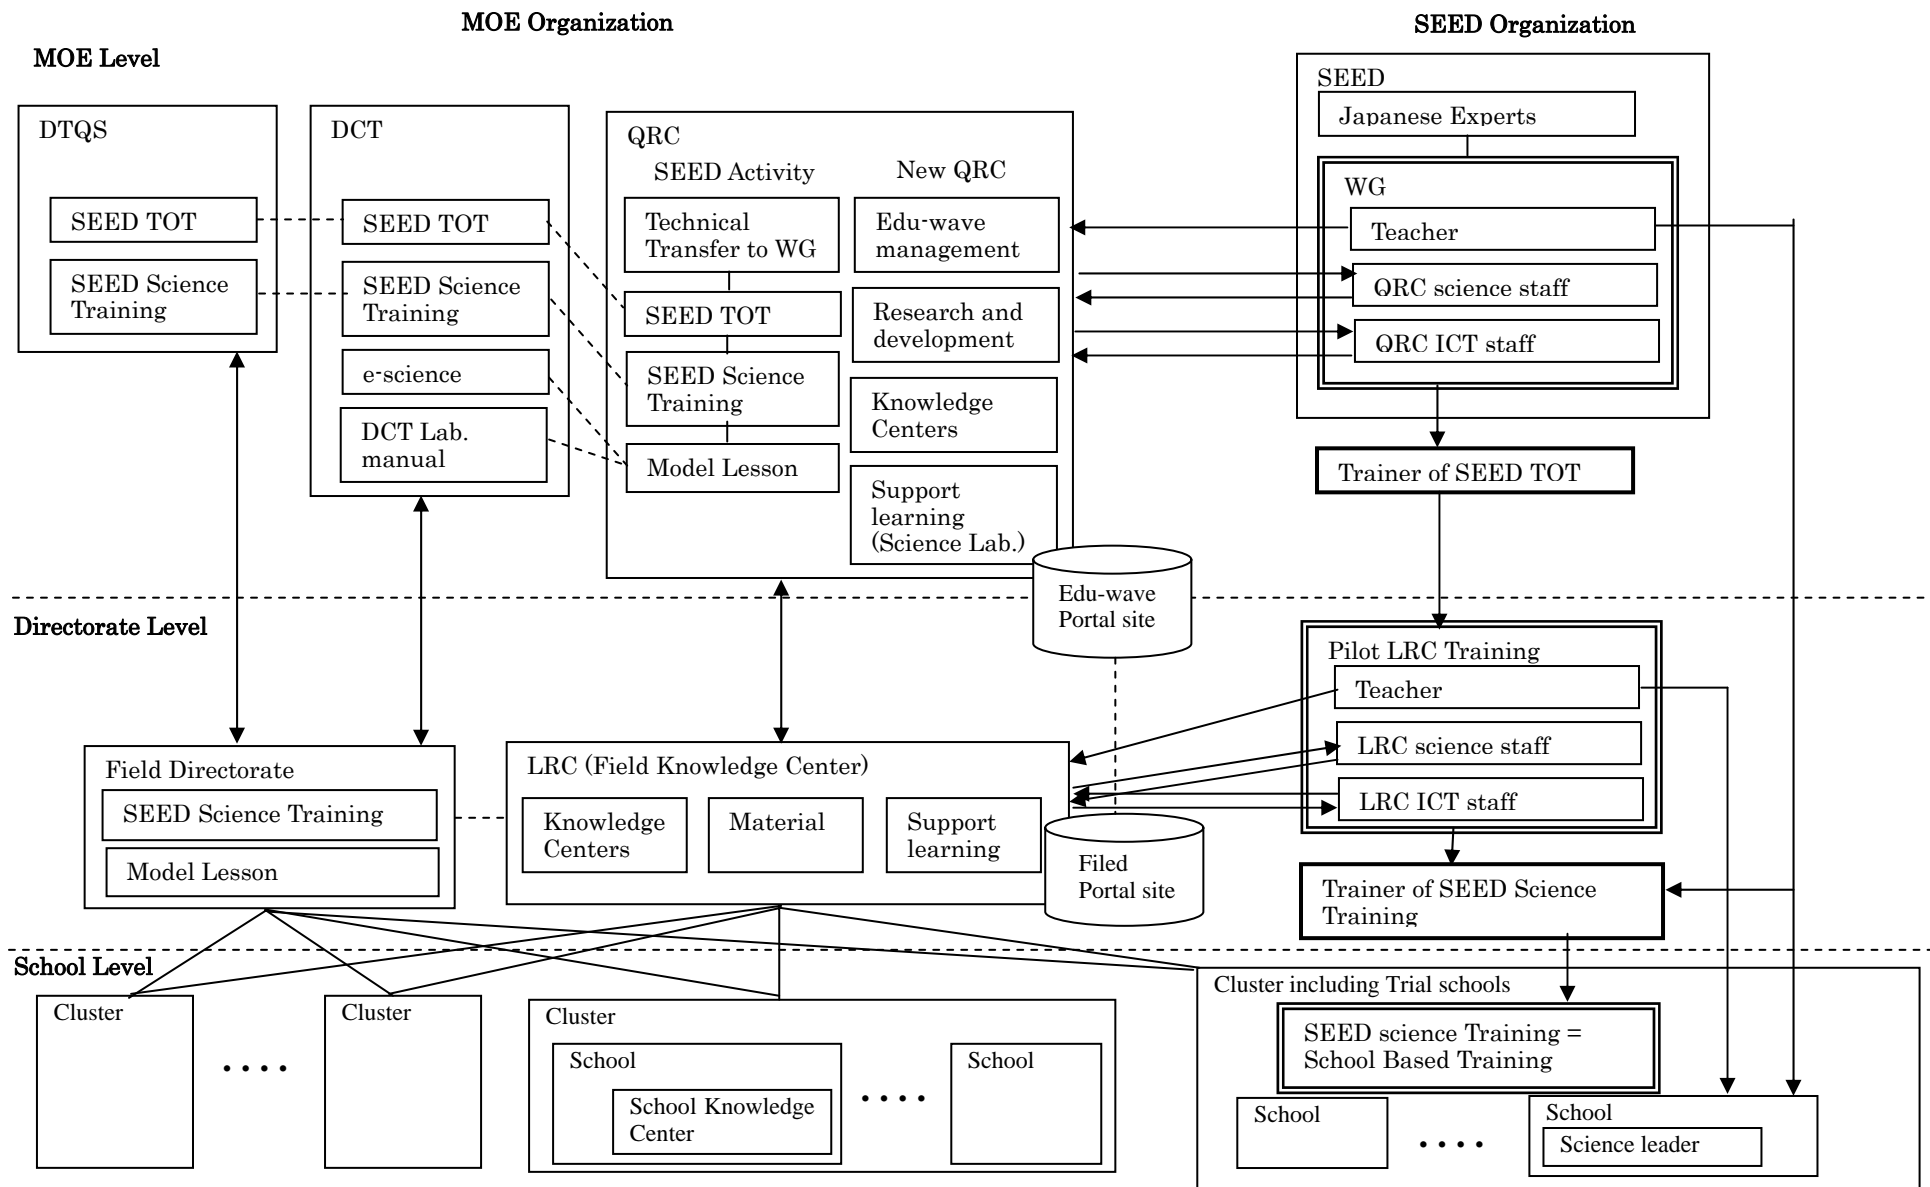 MOE Organization
SEED Organization
MOE Level
DTQS
SEED TOT
SEED Science
Training
DCT
SEED TOT
SEED Science
Training
e-science
DCT Lab.
manual
QRC
SEED Activity
New QRC
Technical
Transfer to WG
SEED TOT
SEED Science
Training
Model Lesson
Edu-wave
management
Research and
development
Knowledge
Centers
Support
learning
(Science Lab.)
SEED
Japanese Experts
WG
Teacher
QRC science staff
QRC ICT staff
Trainer of SEED TOT
Edu-wave
Portal site
Directorate Level
Field Directorate
SEED Science Training
Model Lesson
LRC (Field Knowledge Center)
Knowledge
Centers
Material
Support
learning
Filed
Portal site
Pilot LRC Training
Teacher
LRC science staff
LRC ICT staff
Trainer of SEED Science
Training
School Level
Cluster
....
Cluster
Cluster
School
School Knowledge
Center
....
School
Cluster including Trial schools
SEED science Training =
School Based Training
School
....
School
Science leader